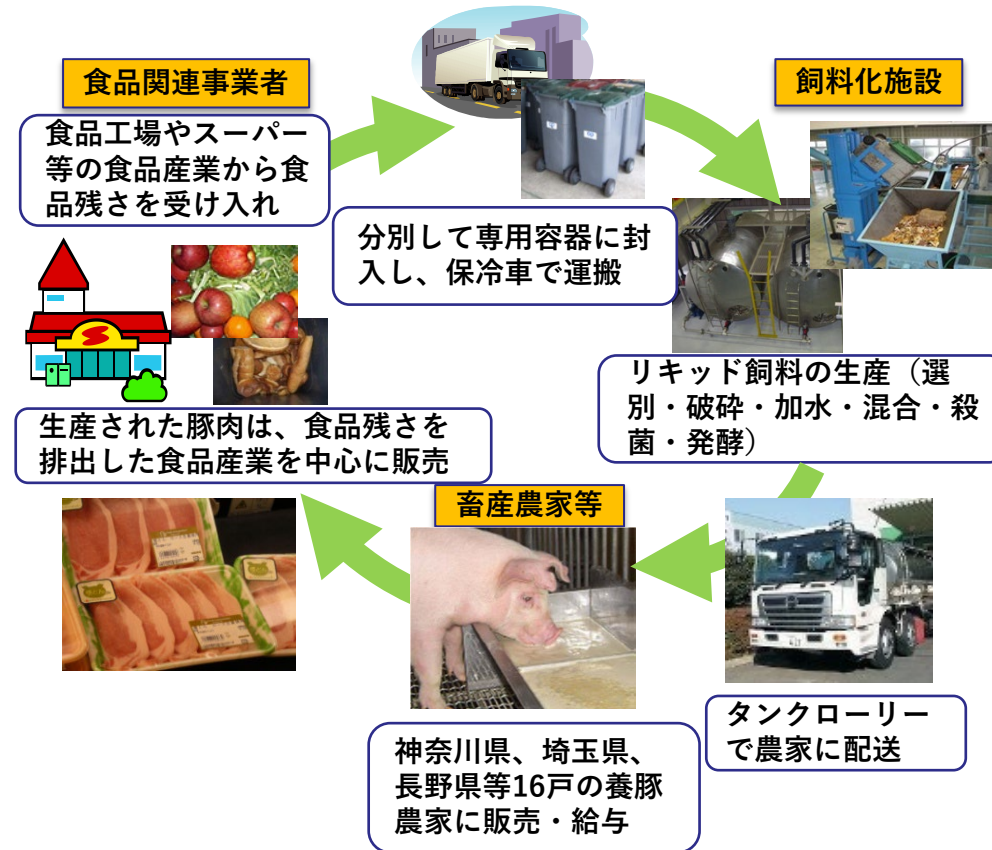 食品関連事業者
食品工場やスーパー
等の食品産業から食
品残さを受け入れ
分別して専用容器に封
入し、保冷車で運搬
飼料化施設
リキッド飼料の生産（選
別・破砕・加水・混合・殺
菌・発酵）
タンクローリー
で農家に配送
畜産農家等
神奈川県、埼玉県、
長野県等16戸の養豚
農家に販売・給与
生産された豚肉は、食品残さを
排出した食品産業を中心に販売